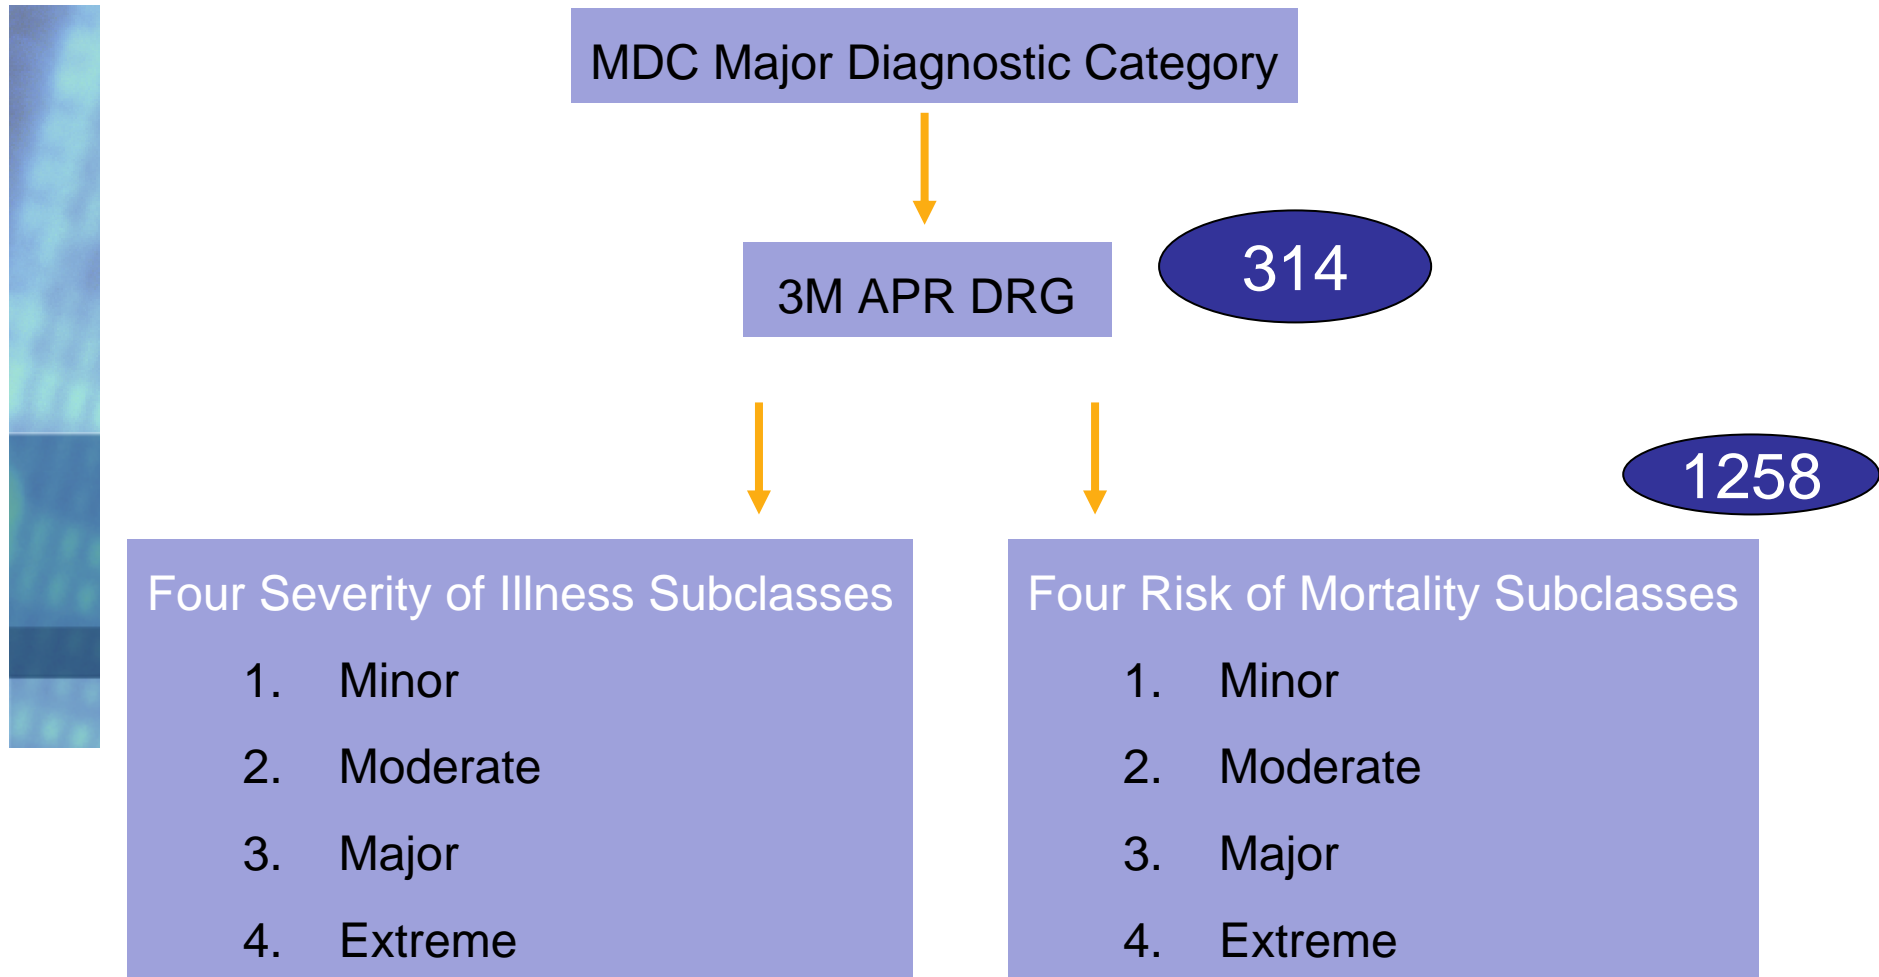 MDC Major Diagnostic Category
3M APR DRG
314
1258
Four Severity of Illness Subclasses
1. Minor
2. Moderate
3. Major
4. Extreme
Four Risk of Mortality Subclasses
1. Minor
2. Moderate
3. Major
4. Extreme